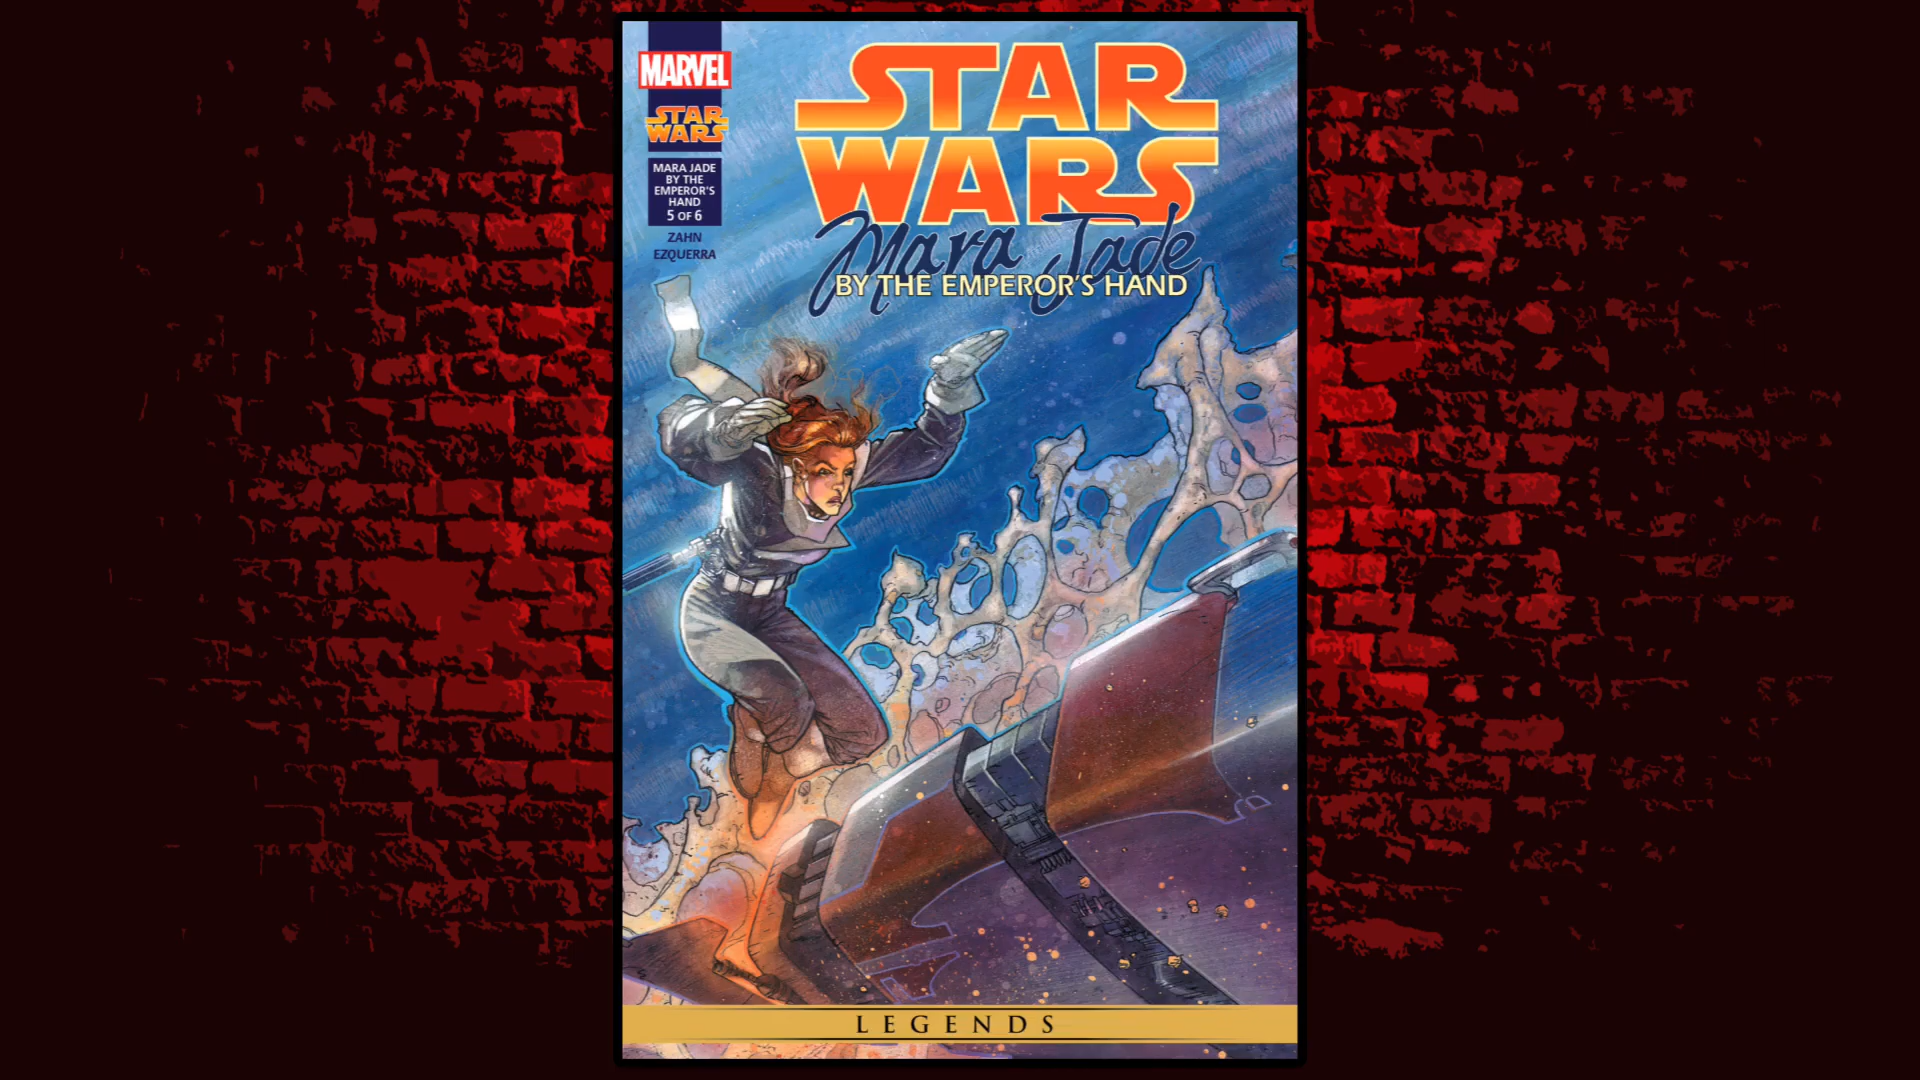 MARVEL
STAR
WARS
MARA JADE
BY THE
EMPEROR'S
HAND
5 OF 6
ZAHN
EZQUERRA
STAR
WARS
Mara Jade
BY THE EMPEROR'S HAND
LEGENDS